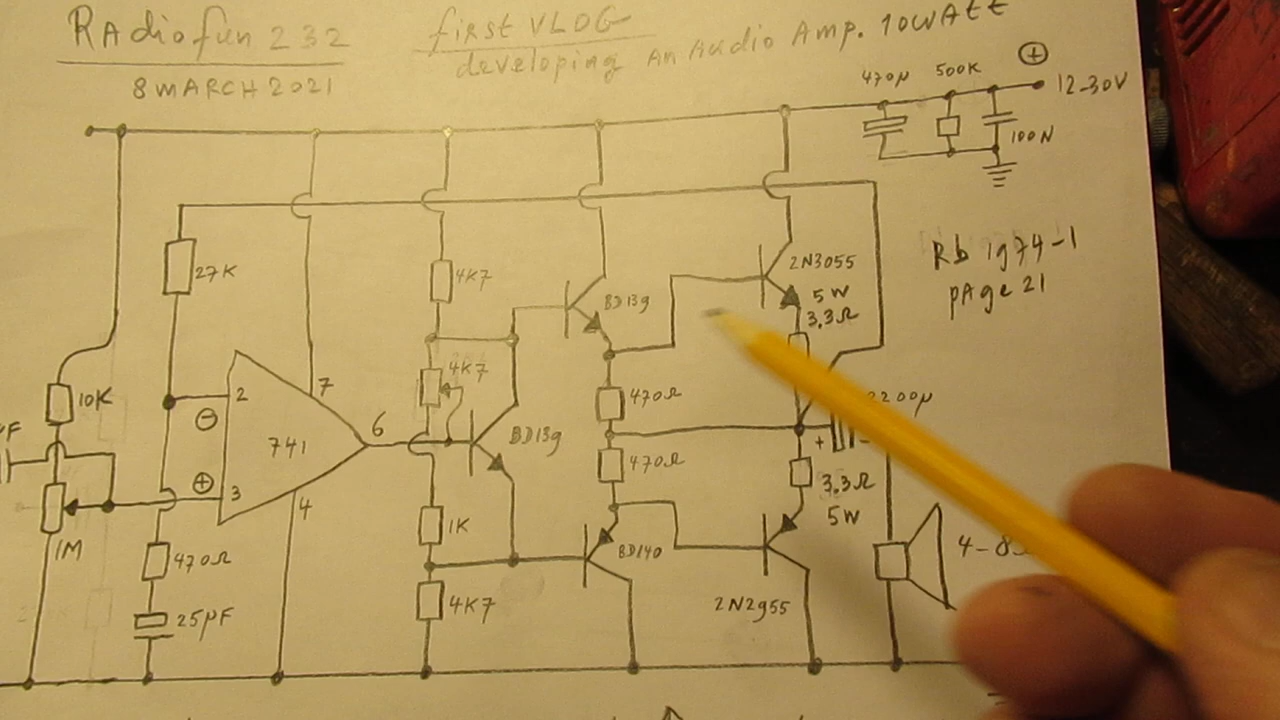 RAdiofun 232
8 MARCH 2021
first VLOG
developing An Audio Amp. 10WAtt
470µ
500K
+
12-30V
100N
27K
4K7
BD139
2N3055
5W
3,3Ω
Rb 1974-1
pAge 21
10K
2
7
4K7
470Ω
2200µ
741
6
BD139
470Ω
+
-
3
4
3.3Ω
5W
1M
1K
470Ω
BD140
4-8Ω
25µF
4K7
2N2955